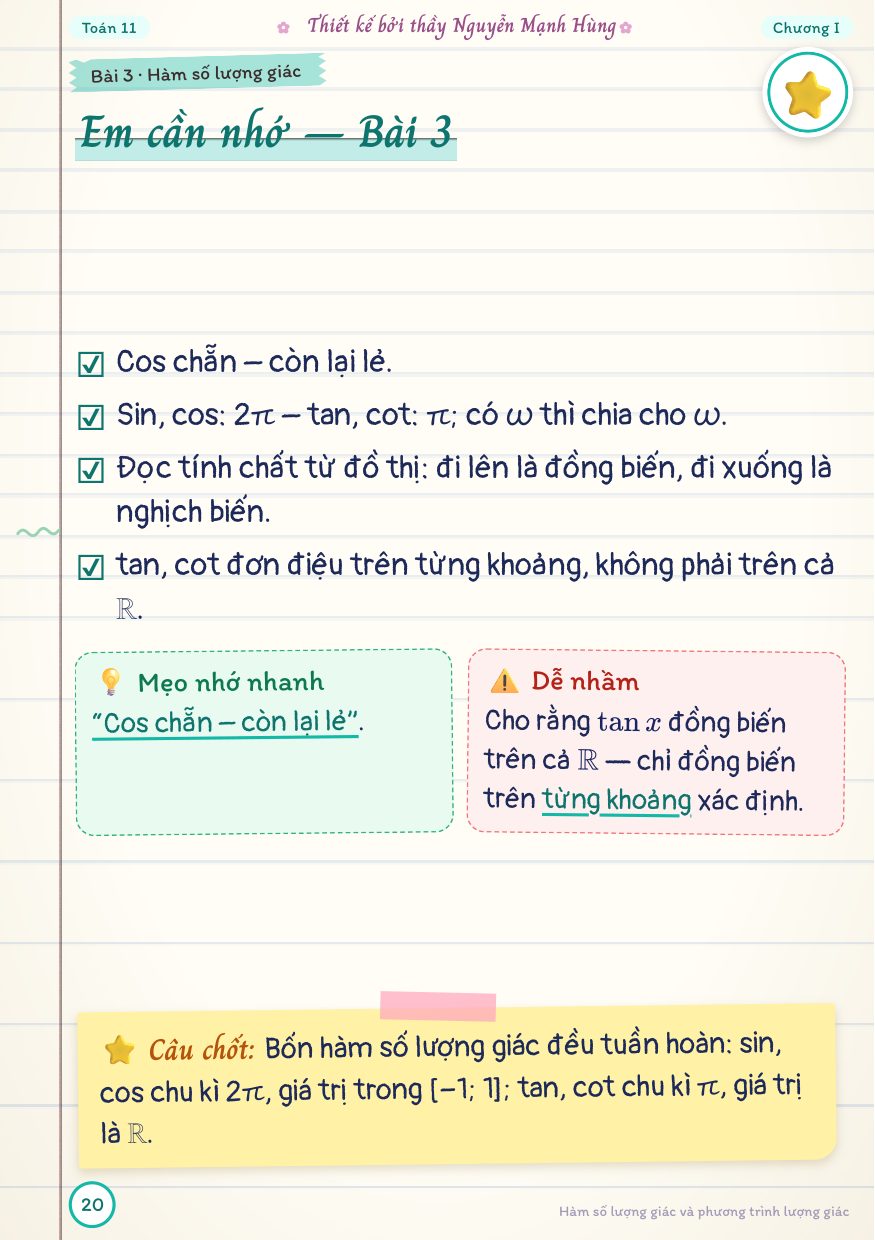 Toán 11
Thiết kế bởi thầy Nguyễn Mạnh Hùng
Chương I
Bài 3 · Hàm số lượng giác
Em cần nhớ — Bài 3
Cos chẵn – còn lại lẻ.
Sin, cos: 2π – tan, cot: π; có ω thì chia cho ω.
Đọc tính chất từ đồ thị: đi lên là đồng biến, đi xuống là
nghịch biến.
tan, cot đơn điệu trên từng khoảng, không phải trên cả
ℝ.
Mẹo nhớ nhanh
“Cos chẵn – còn lại lẻ”.
Dễ nhầm
Cho rằng tan x đồng biến
trên cả ℝ — chỉ đồng biến
trên từng khoảng xác định.
Câu chốt: Bốn hàm số lượng giác đều tuần hoàn: sin,
cos chu kì 2π, giá trị trong [−1; 1]; tan, cot chu kì π, giá trị
là ℝ.
20
Hàm số lượng giác và phương trình lượng giác